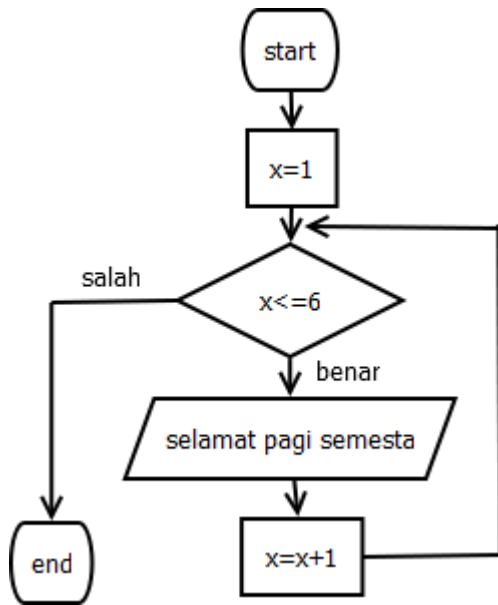 start
x=1
x<=6
salah
benar
selamat pagi semesta
x=x+1
end